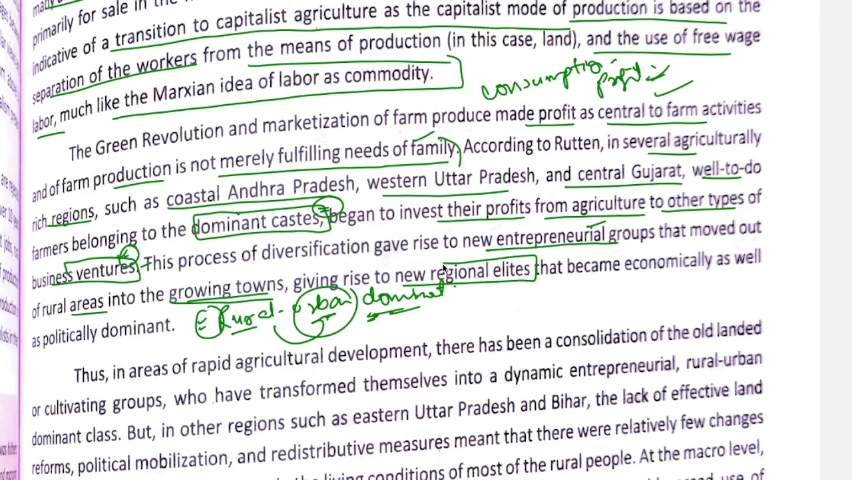 primarily for sale in the
indicative of a transition to capitalist agriculture as the capitalist mode of production is based on the
separation of the workers from the means of production (in this case, land), and the use of free wage
labor, much like the Marxian idea of labor as commodity.
consumption profit
The Green Revolution and marketization of farm produce made profit as central to farm activities
and of farm production is not merely fulfilling needs of family. According to Rutten, in several agriculturally
rich regions, such as coastal Andhra Pradesh, western Uttar Pradesh, and central Gujarat, well-to-do
farmers belonging to the dominant castes, began to invest their profits from agriculture to other types of
business ventures. This process of diversification gave rise to new entrepreneurial groups that moved out
of rural areas into the growing towns, giving rise to new regional elites that became economically as well
as politically dominant.
Rural - urban dominat
Thus, in areas of rapid agricultural development, there has been a consolidation of the old landed
or cultivating groups, who have transformed themselves into a dynamic entrepreneurial, rural-urban
dominant class. But, in other regions such as eastern Uttar Pradesh and Bihar, the lack of effective land
reforms, political mobilization, and redistributive measures meant that there were relatively few changes
the living conditions of most of the rural people. At the macro level,
use of